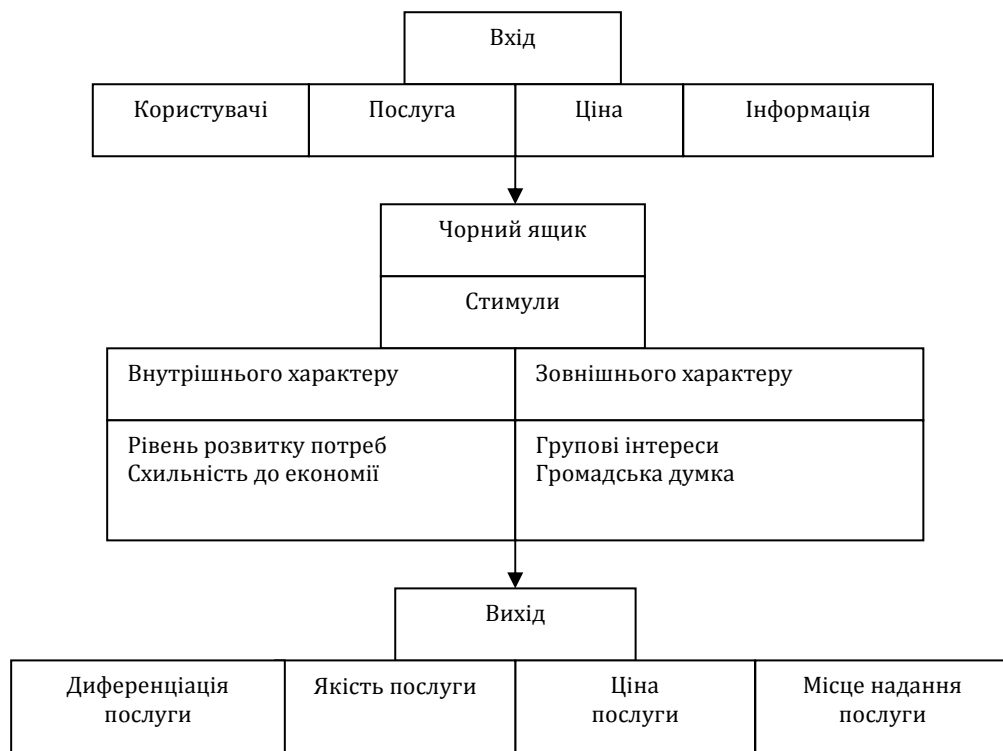 Вхід
Користувачі
Послуга
Ціна
Інформація
Чорний ящик
Стимули
Внутрішнього характеру
Зовнішнього характеру
Рівень розвитку потреб
Схильність до економії
Групові інтереси
Громадська думка
Вихід
Диференціація
послуги
Якість послуги
Ціна
послуги
Місце надання
послуги